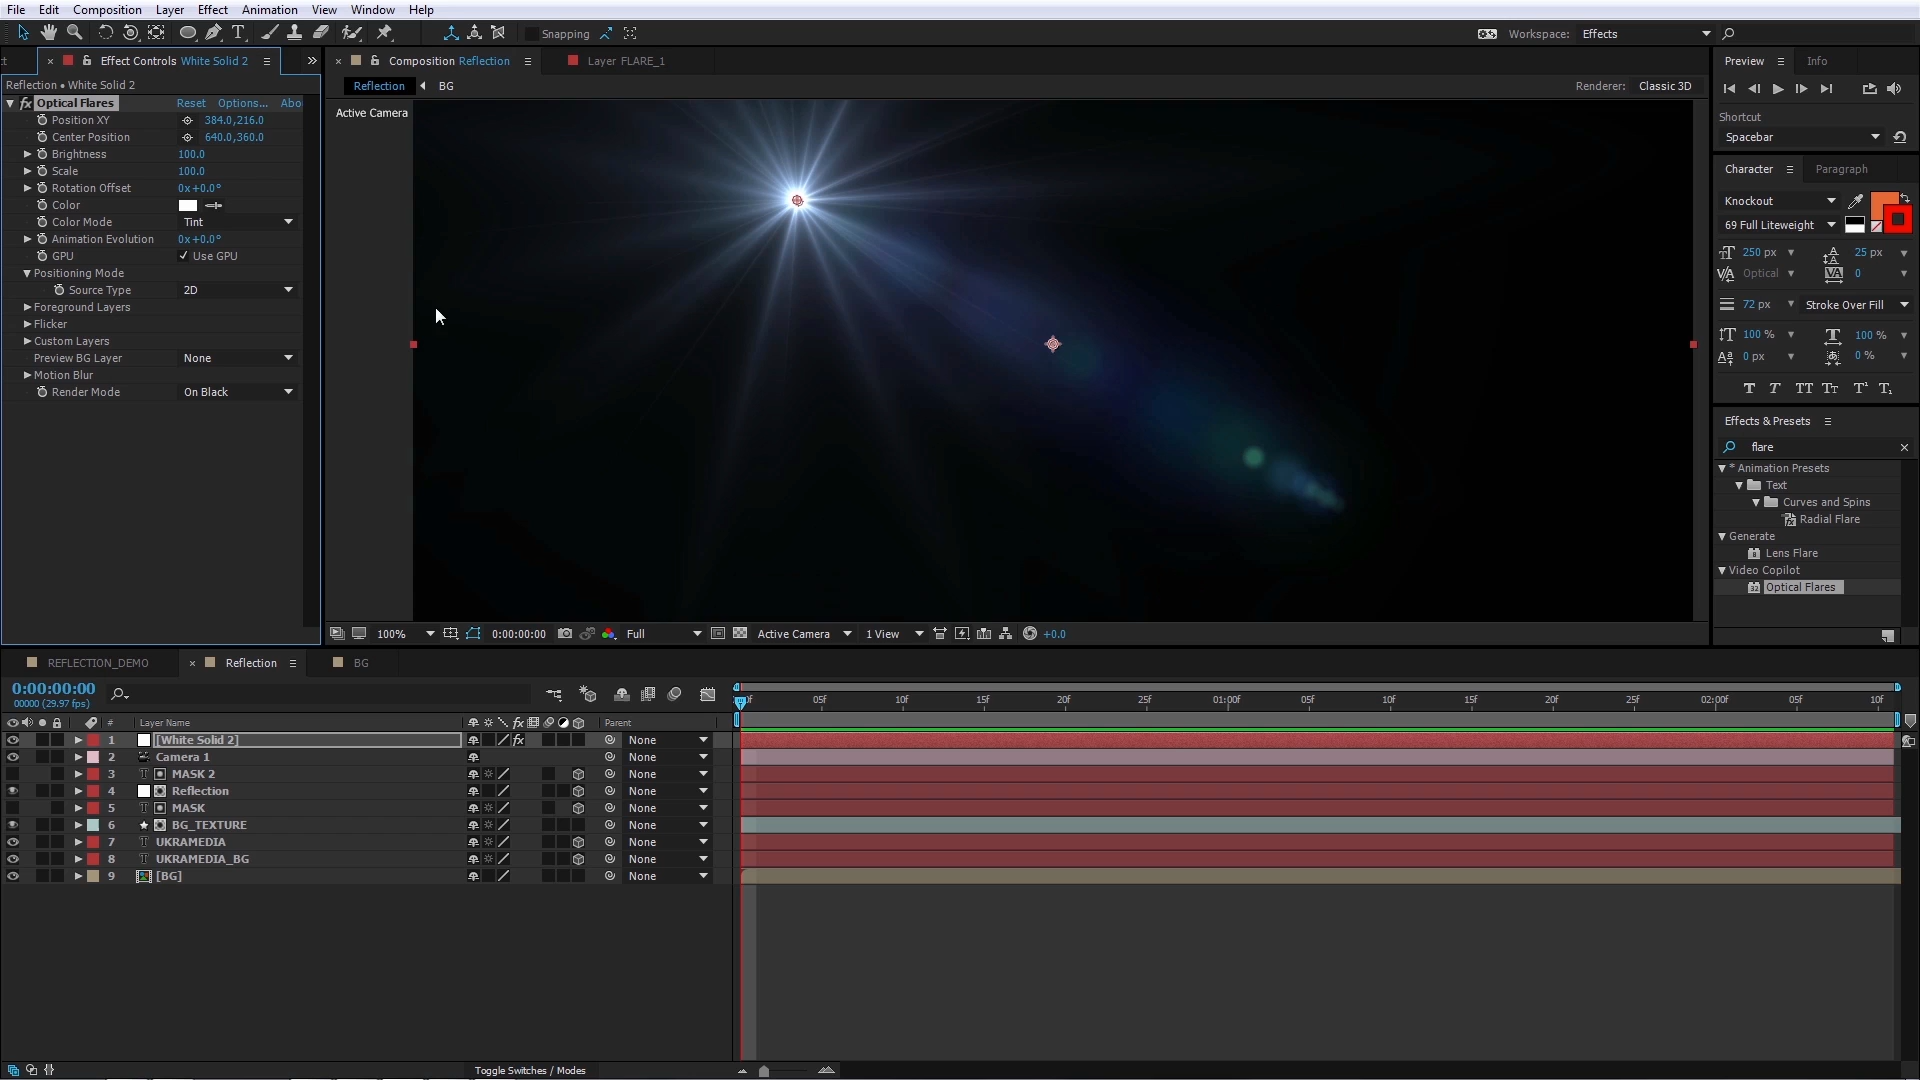 File Edit Composition Layer Effect Animation View Window Help
Snapping
Workspace: Effects
Effect Controls White Solid 2
Composition Reflection
Layer FLARE_1
Preview Info
Reflection • White Solid 2
Reflection BG
Renderer: Classic 3D
Active Camera
fx Optical Flares Reset Options... Abo
Position XY 384.0,216.0
Center Position 640.0,360.0
Brightness 100.0
Scale 100.0
Rotation Offset 0x+0.0°
Color
Color Mode Tint
Animation Evolution 0x+0.0°
GPU Use GPU
Positioning Mode
Source Type 2D
Foreground Layers
Flicker
Custom Layers
Preview BG Layer None
Motion Blur
Render Mode On Black
Shortcut
Spacebar
Character Paragraph
Knockout
69 Full Liteweight
250 px 25 px
Optical 0
72 px Stroke Over Fill
100 % 100 %
0 px 0 %
T T TT Tт T¹ T₁
Effects & Presets
flare
* Animation Presets
Text
Curves and Spins
Radial Flare
Generate
Lens Flare
Video Copilot
Optical Flares
100% 0:00:00:00 Full Active Camera 1 View +0.0
REFLECTION_DEMO Reflection BG
0:00:00:00
00000 (29.97 fps)
05f 10f 15f 20f 25f 01:00f 05f 10f 15f 20f 25f 02:00f 05f 10f
# Layer Name Parent
1 [White Solid 2] fx None
2 Camera 1 None
3 T MASK 2 None
4 Reflection None
5 T MASK None
6 BG_TEXTURE None
7 T UKRAMEDIA None
8 T UKRAMEDIA_BG None
9 [BG] None
Toggle Switches / Modes